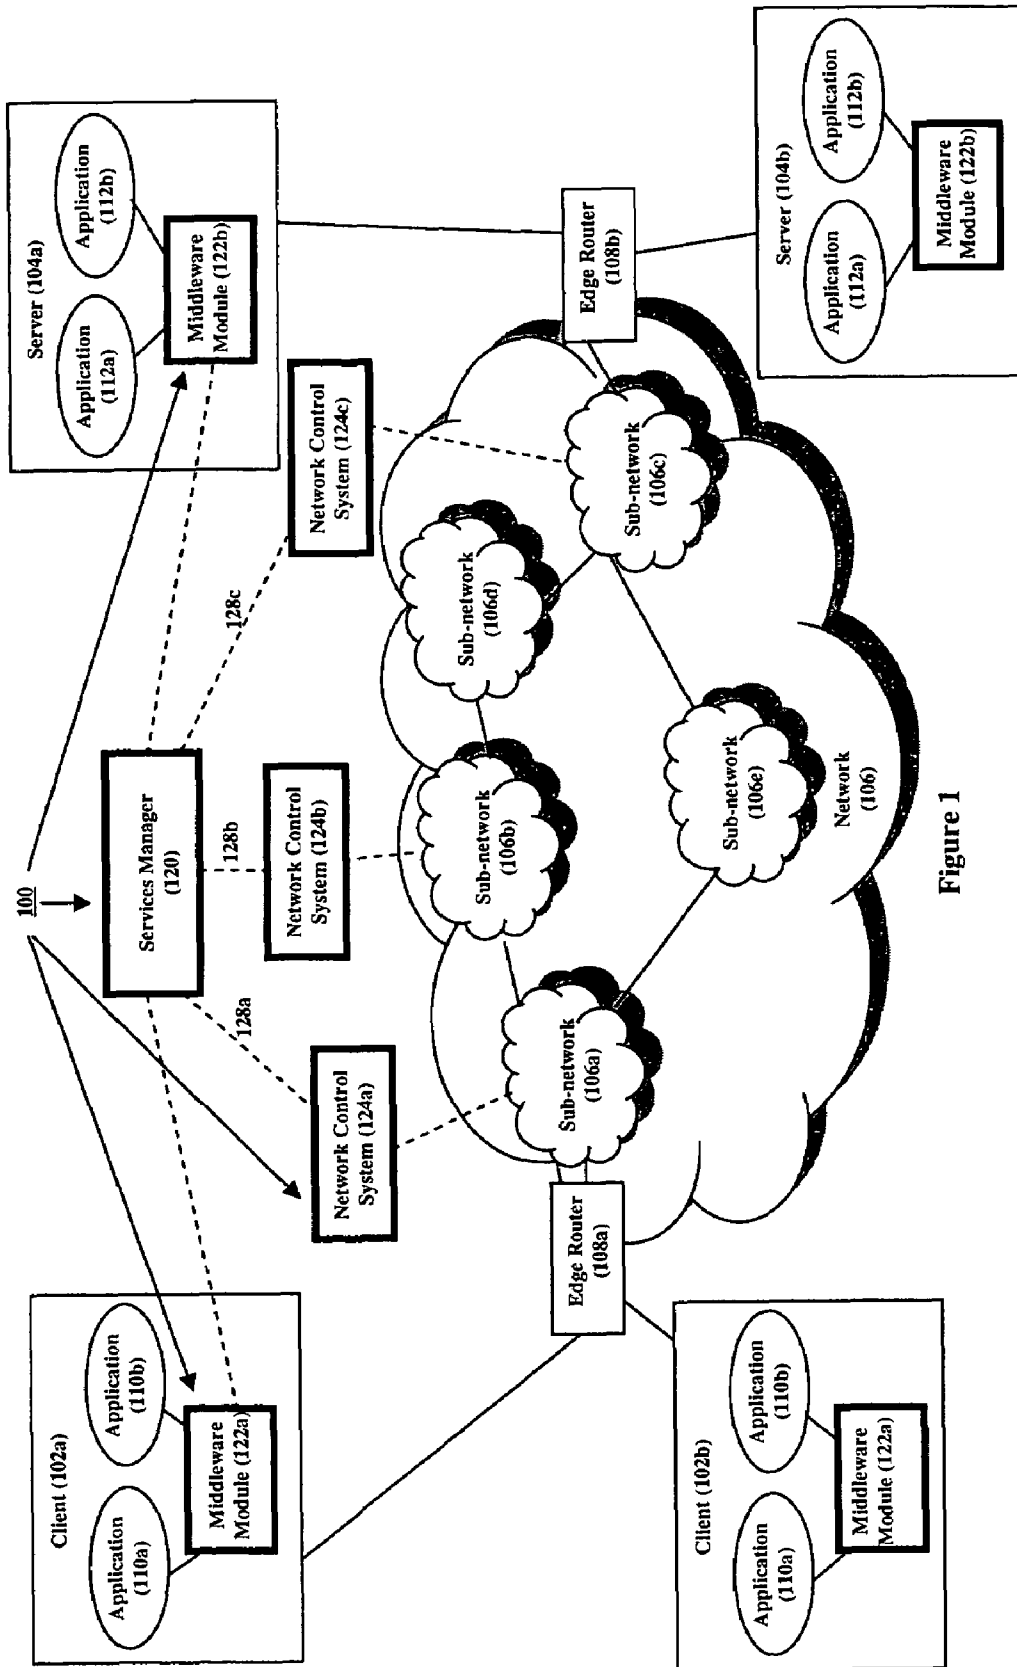 100
Client (102a)
Application
(110a)
Application
(110b)
Middleware
Module (122a)
Services Manager
(120)
Server (104a)
Application
(112a)
Application
(112b)
Middleware
Module (122b)
128a
128b
128c
Network Control
System (124a)
Network Control
System (124b)
Network Control
System (124c)
Sub-network
(106a)
Sub-network
(106b)
Sub-network
(106d)
Sub-network
(106c)
Sub-network
(106e)
Network
(106)
Edge Router
(108a)
Edge Router
(108b)
Client (102b)
Application
(110a)
Application
(110b)
Middleware
Module (122a)
Server (104b)
Application
(112a)
Application
(112b)
Middleware
Module (122b)
Figure 1